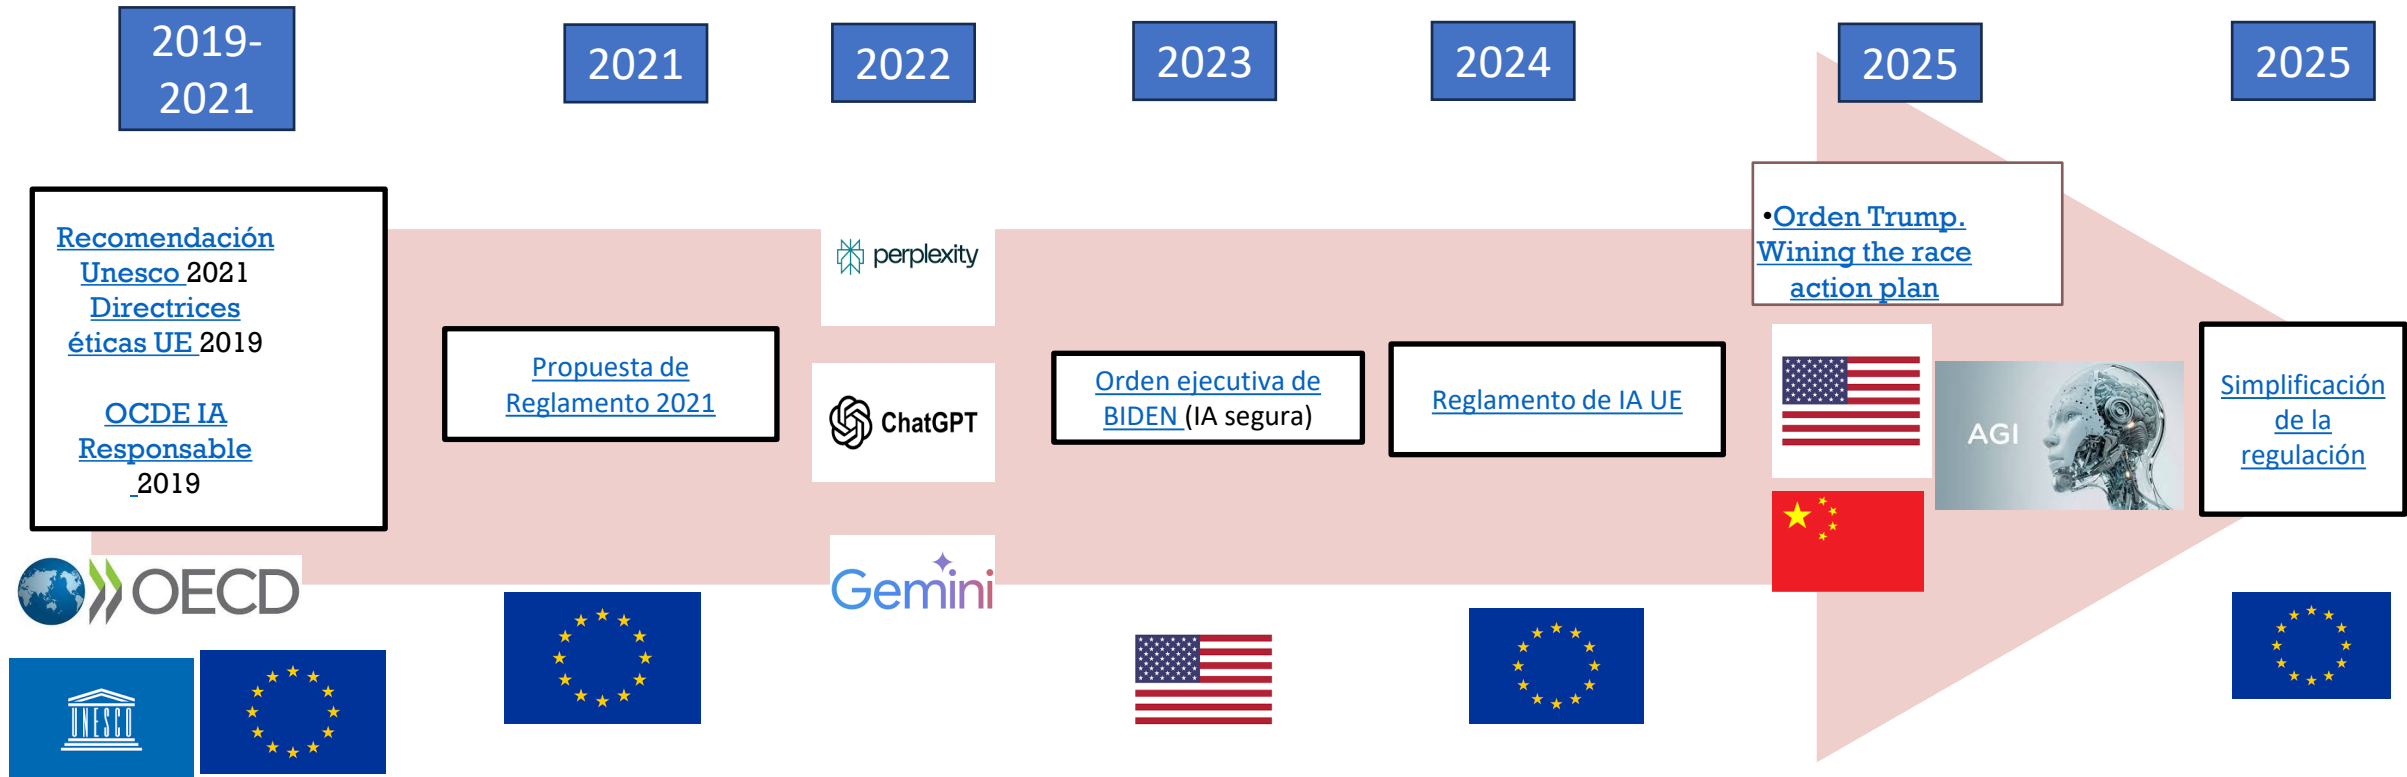 2019-
2021
2021
2022
2023
2024
2025
2025
Recomendación
Unesco 2021
Directrices
éticas UE 2019
OCDE IA
Responsable
2019
OECD
UNESCO
Propuesta de
Reglamento 2021
perplexity
ChatGPT
Gemini
Orden ejecutiva de
BIDEN (IA segura)
Reglamento de IA UE
•Orden Trump.
Wining the race
action plan
AGI
Simplificación
de la
regulación